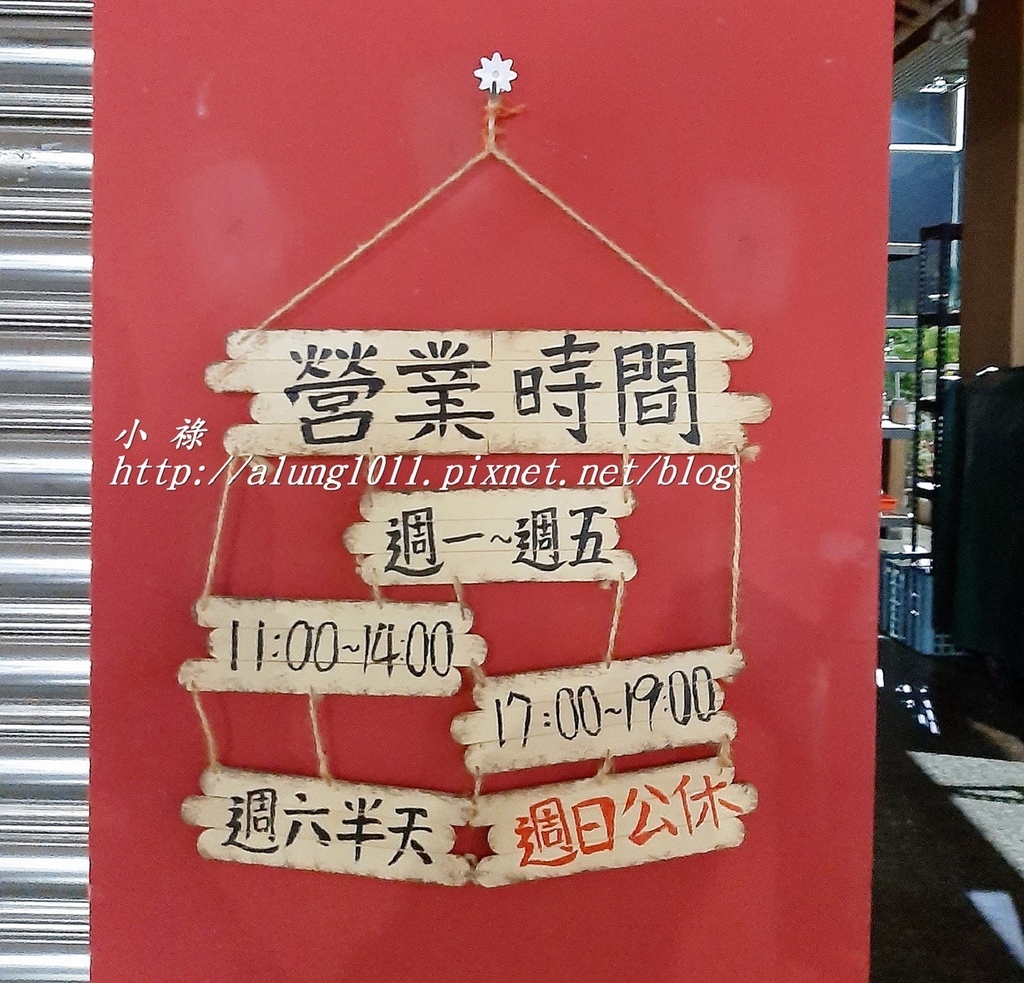 營業時間
小 祿
http://alung1011.pixnet.net/blog
週一~週五
11:00~14:00
17:00~19:00
週六半天
週日公休